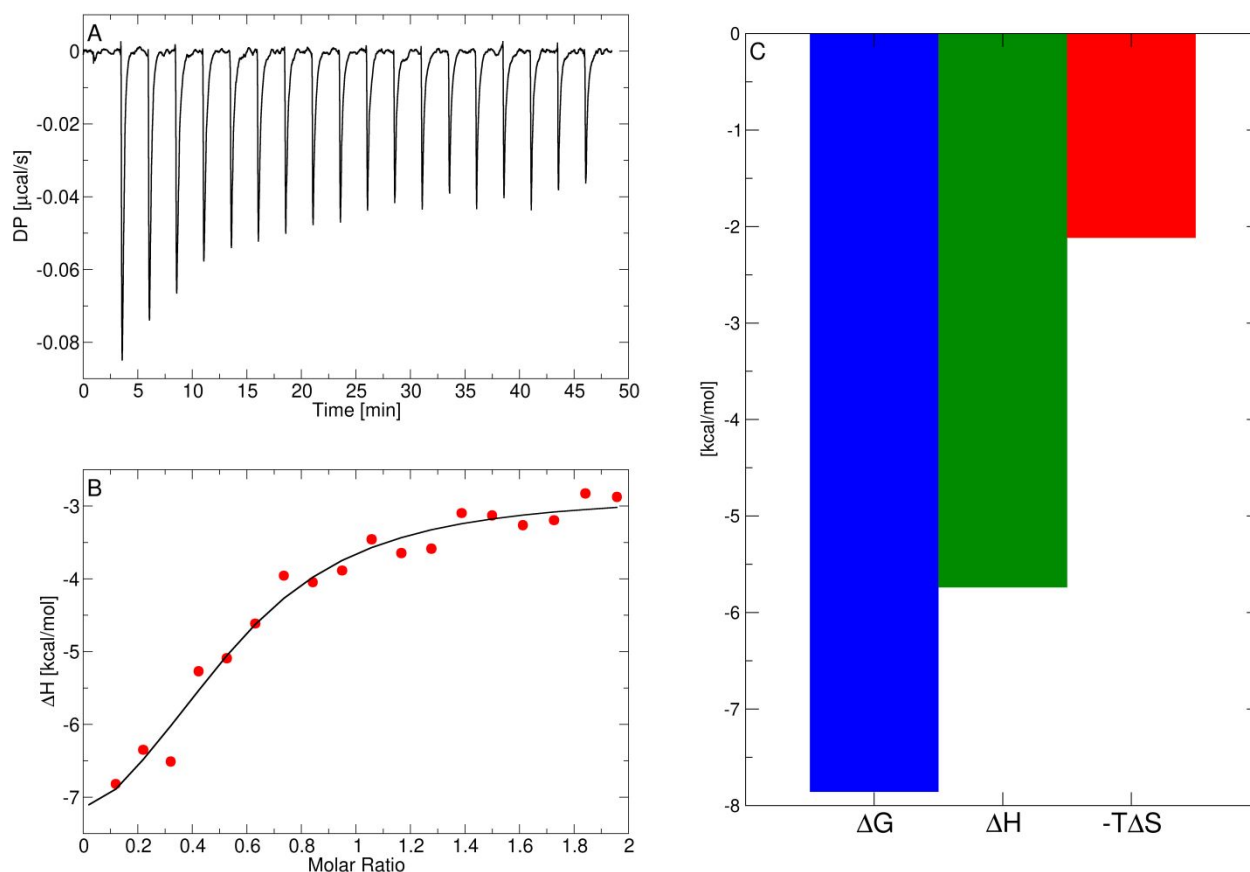 A
0
-0.02
-0.04
-0.06
-0.08
DP [μcal/s]
0 5 10 15 20 25 30 35 40 45 50
Time [min]
B
-3
-4
-5
-6
-7
ΔH [kcal/mol]
0 0.2 0.4 0.6 0.8 1 1.2 1.4 1.6 1.8 2
Molar Ratio
C
0
-1
-2
-3
-4
-5
-6
-7
-8
[kcal/mol]
ΔG ΔH -TΔS